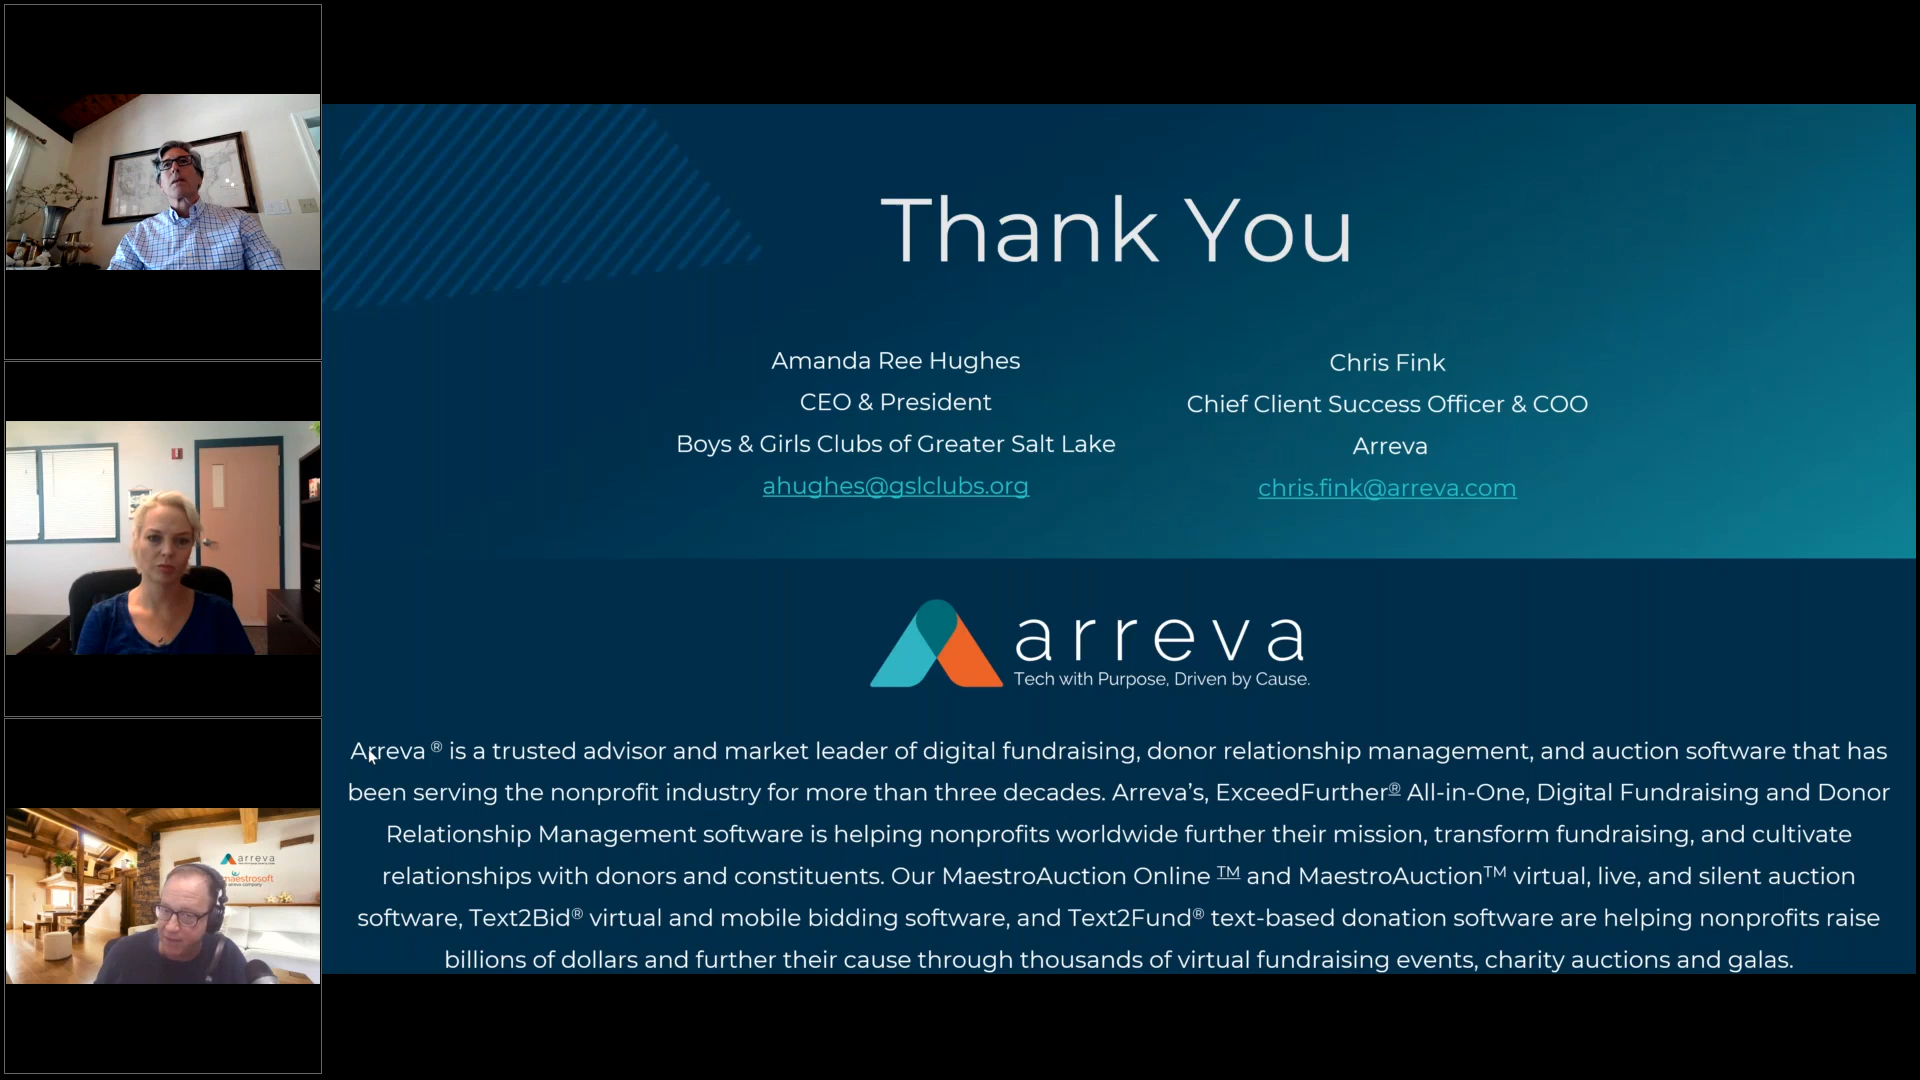 Thank You
Amanda Ree Hughes
CEO & President
Boys & Girls Clubs of Greater Salt Lake
ahughes@gslclubs.org
Chris Fink
Chief Client Success Officer & COO
Arreva
chris.fink@arreva.com
arreva
Tech with Purpose, Driven by Cause.
Arreva ® is a trusted advisor and market leader of digital fundraising, donor relationship management, and auction software that has
been serving the nonprofit industry for more than three decades. Arreva’s, ExceedFurther® All-in-One, Digital Fundraising and Donor
Relationship Management software is helping nonprofits worldwide further their mission, transform fundraising, and cultivate
relationships with donors and constituents. Our MaestroAuction Online ™ and MaestroAuction™ virtual, live, and silent auction
software, Text2Bid® virtual and mobile bidding software, and Text2Fund® text-based donation software are helping nonprofits raise
billions of dollars and further their cause through thousands of virtual fundraising events, charity auctions and galas.
arreva
maestrosoft